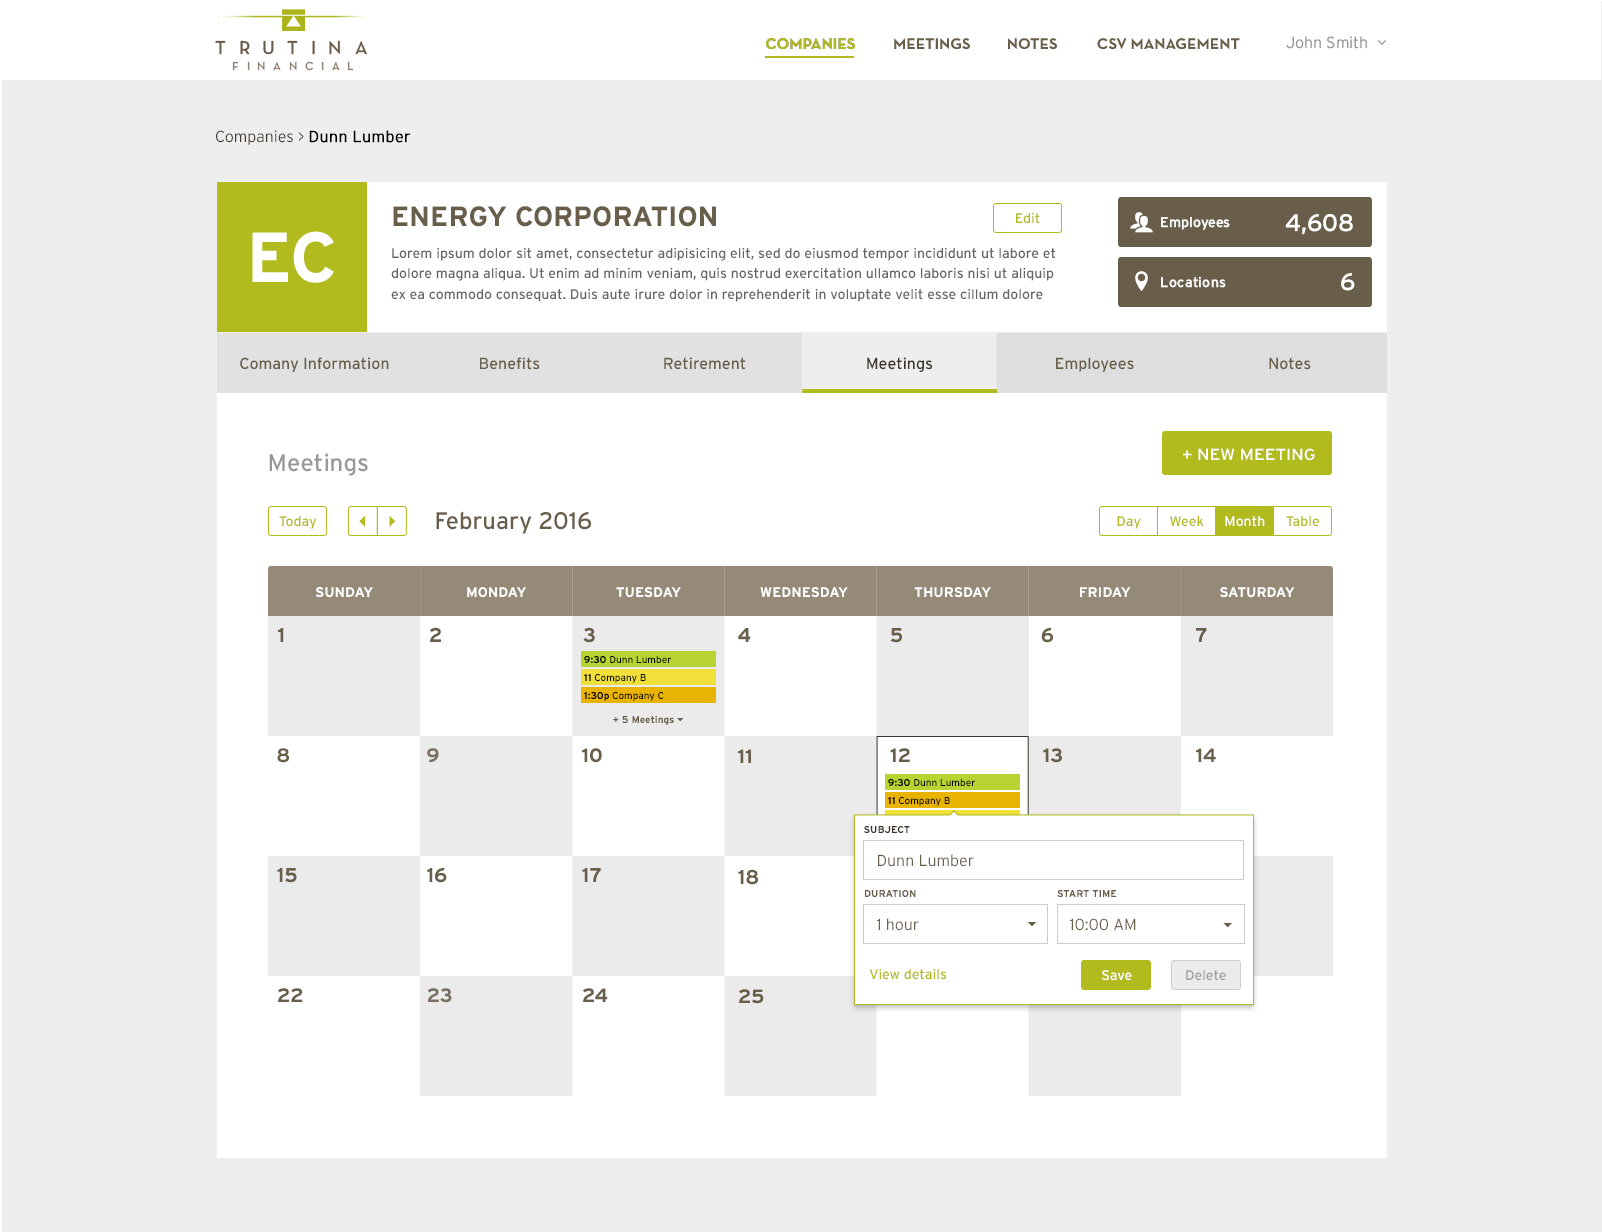 TRUTINA
FINANCIAL
COMPANIES
MEETINGS
NOTES
CSV MANAGEMENT
John Smith
Companies > Dunn Lumber
EC
ENERGY CORPORATION
Edit
Lorem ipsum dolor sit amet, consectetur adipisicing elit, sed do eiusmod tempor incididunt ut labore et
dolore magna aliqua. Ut enim ad minim veniam, quis nostrud exercitation ullamco laboris nisi ut aliquip
ex ea commodo consequat. Duis aute irure dolor in reprehenderit in voluptate velit esse cillum dolore
Employees 4,608
Locations 6
Comany Information
Benefits
Retirement
Meetings
Employees
Notes
Meetings
+ NEW MEETING
Today
February 2016
Day
Week
Month
Table
SUNDAY
MONDAY
TUESDAY
WEDNESDAY
THURSDAY
FRIDAY
SATURDAY
1
2
3
9:30 Dunn Lumber
11 Company B
1:30p Company C
+ 5 Meetings
4
5
6
7
8
9
10
11
12
9:30 Dunn Lumber
11 Company B
13
14
15
16
17
18
SUBJECT
Dunn Lumber
DURATION
1 hour
START TIME
10:00 AM
View details
Save
Delete
22
23
24
25